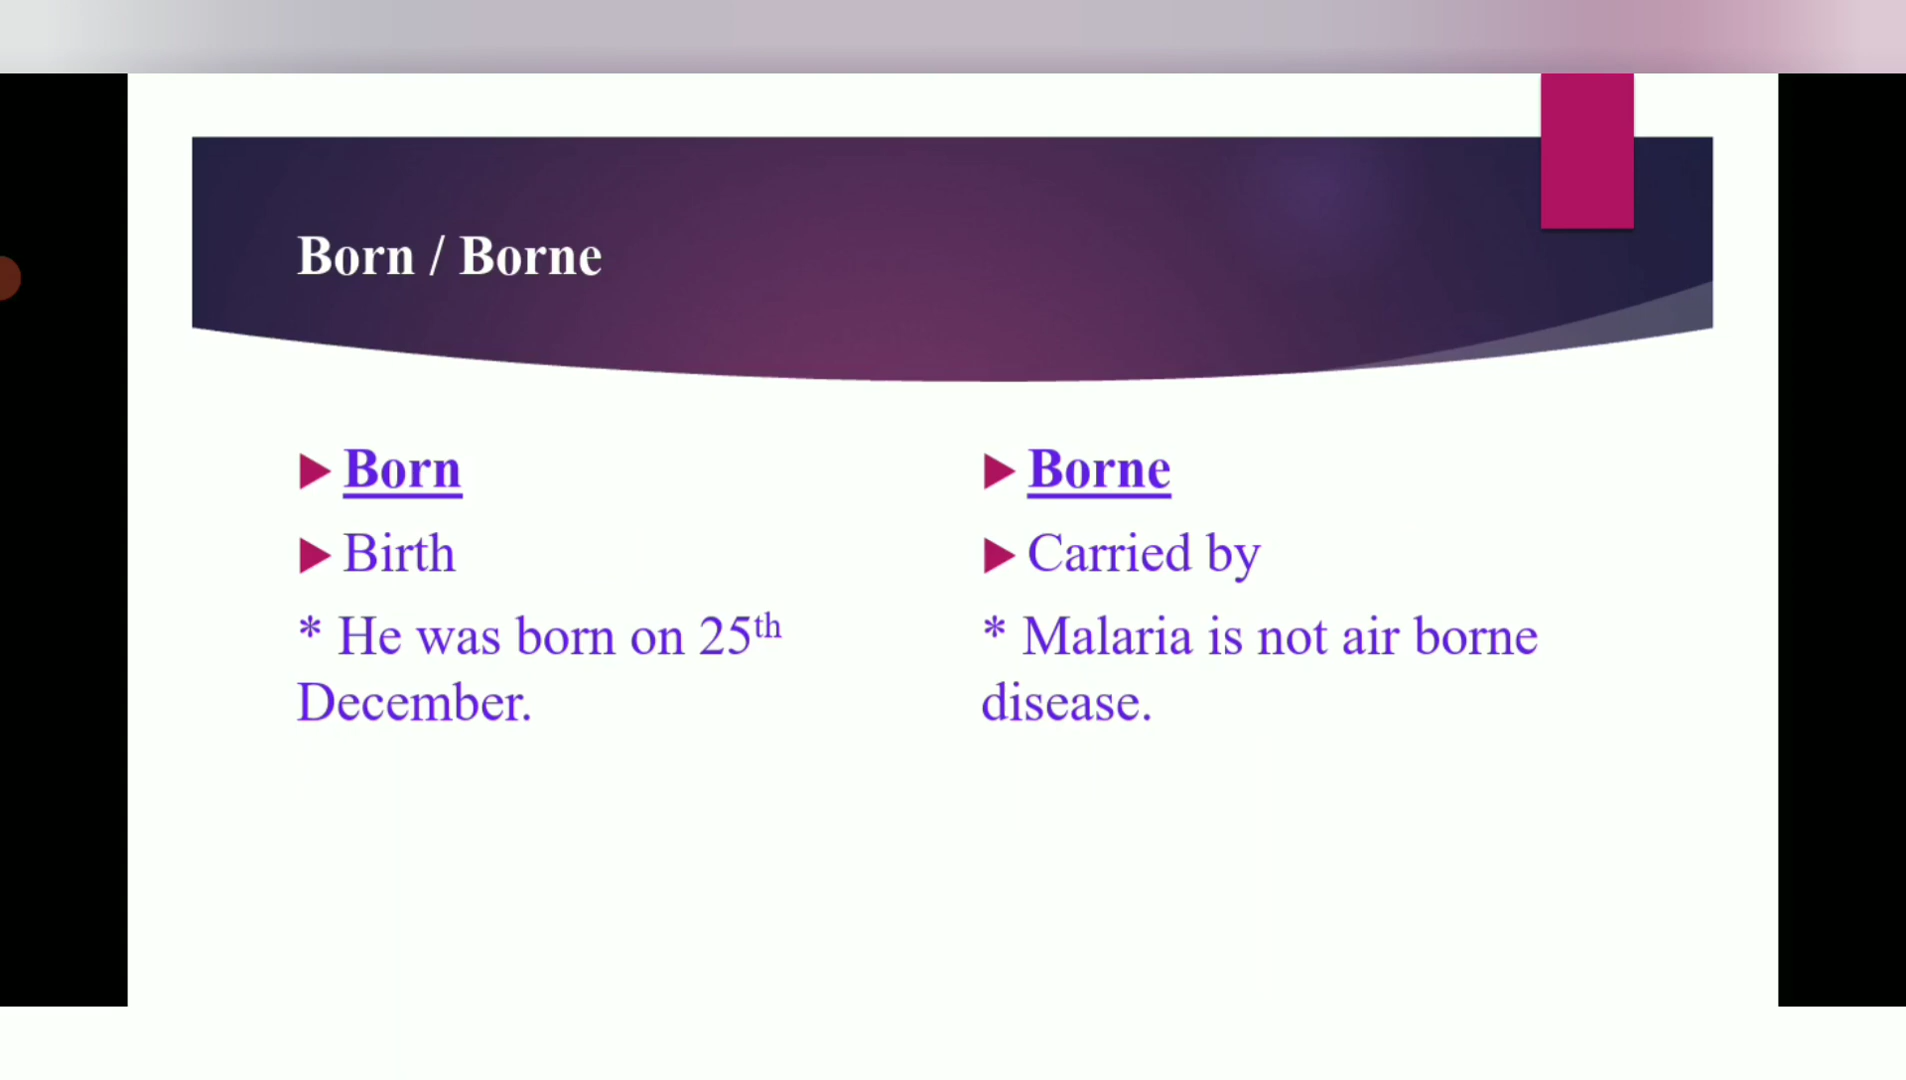 Born / Borne
Born
Birth
* He was born on 25th
December.
Borne
Carried by
* Malaria is not air borne
disease.